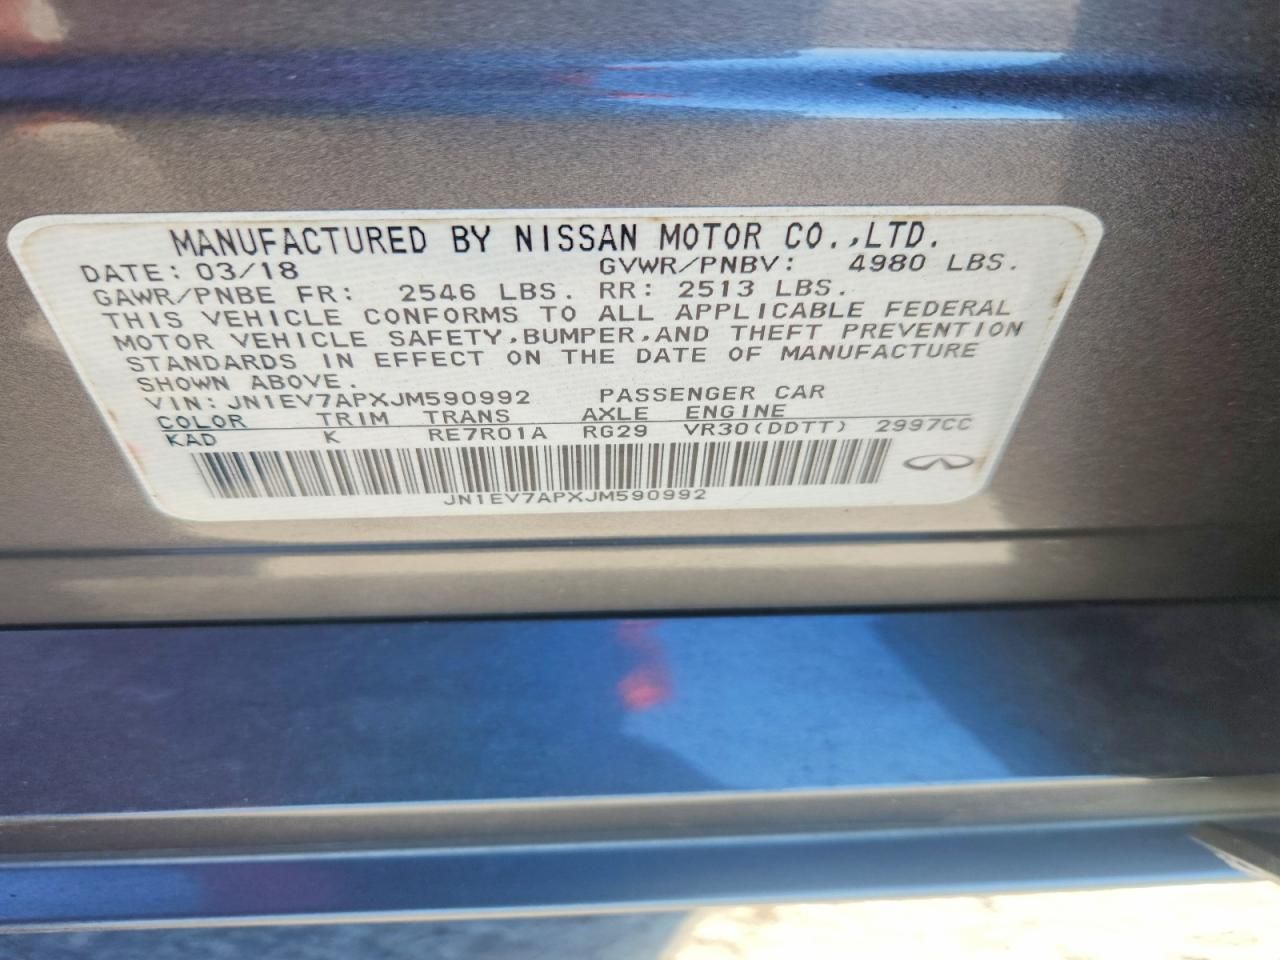 MANUFACTURED BY NISSAN MOTOR CO.,LTD.
DATE: 03/18 GVWR/PNBV: 4980 LBS.
GAWR/PNBE FR: 2546 LBS. RR: 2513 LBS.
THIS VEHICLE CONFORMS TO ALL APPLICABLE FEDERAL
MOTOR VEHICLE SAFETY,BUMPER,AND THEFT PREVENTION
STANDARDS IN EFFECT ON THE DATE OF MANUFACTURE
SHOWN ABOVE.
VIN: JN1EV7APXJM590992 PASSENGER CAR
COLOR TRIM TRANS AXLE ENGINE
KAD K RE7R01A RG29 VR30(DDTT) 2997CC
JN1EV7APXJM590992